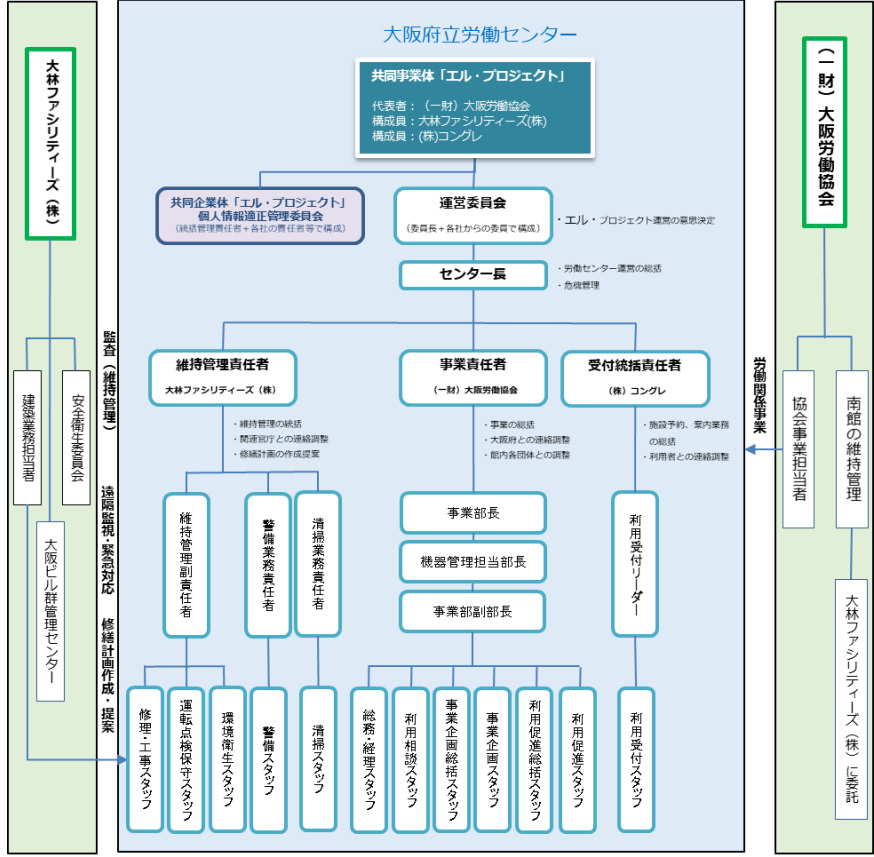 大阪府立労働センター
共同事業体「エル・プロジェクト」
代表者：（一財）大阪労働協会
構成員：大林ファシリティーズ(株)
構成員：(株)コングレ
共同企業体「エル・プロジェクト」
個人情報適正管理委員会
（統括管理責任者＋各社の責任者等で構成）
運営委員会
（委員長＋各社からの委員で構成）
・エル・プロジェクト運営の意思決定
センター長
・労働センター運営の総括
・危機管理
維持管理責任者
大林ファシリティーズ（株）
・維持管理の統括
・関連官庁との連絡調整
・修繕計画の作成提案
事業責任者
（一財）大阪労働協会
・事業の総括
・大阪府との連絡調整
・館内各団体との調整
受付統括責任者
（株）コングレ
・施設予約、案内業務
の総括
・利用者との連絡調整
維持管理副責任者
警備業務責任者
清掃業務責任者
事業部長
機器管理担当部長
事業部副部長
利用受付リーダー
修理・工事スタッフ
運転点検保守スタッフ
環境衛生スタッフ
警備スタッフ
清掃スタッフ
総務・経理スタッフ
利用相談スタッフ
事業企画総括スタッフ
事業企画スタッフ
利用促進総括スタッフ
利用促進スタッフ
利用受付スタッフ
大林ファシリティーズ（株）
建築業務担当者
安全衛生委員会
大阪ビル群管理センター
監査（維持管理）
遠隔監視・緊急対応
修繕計画作成・提案
（一財）大阪労働協会
労働関係事業
協会事業担当者
南館の維持管理
大林ファシリティーズ（株）に委託